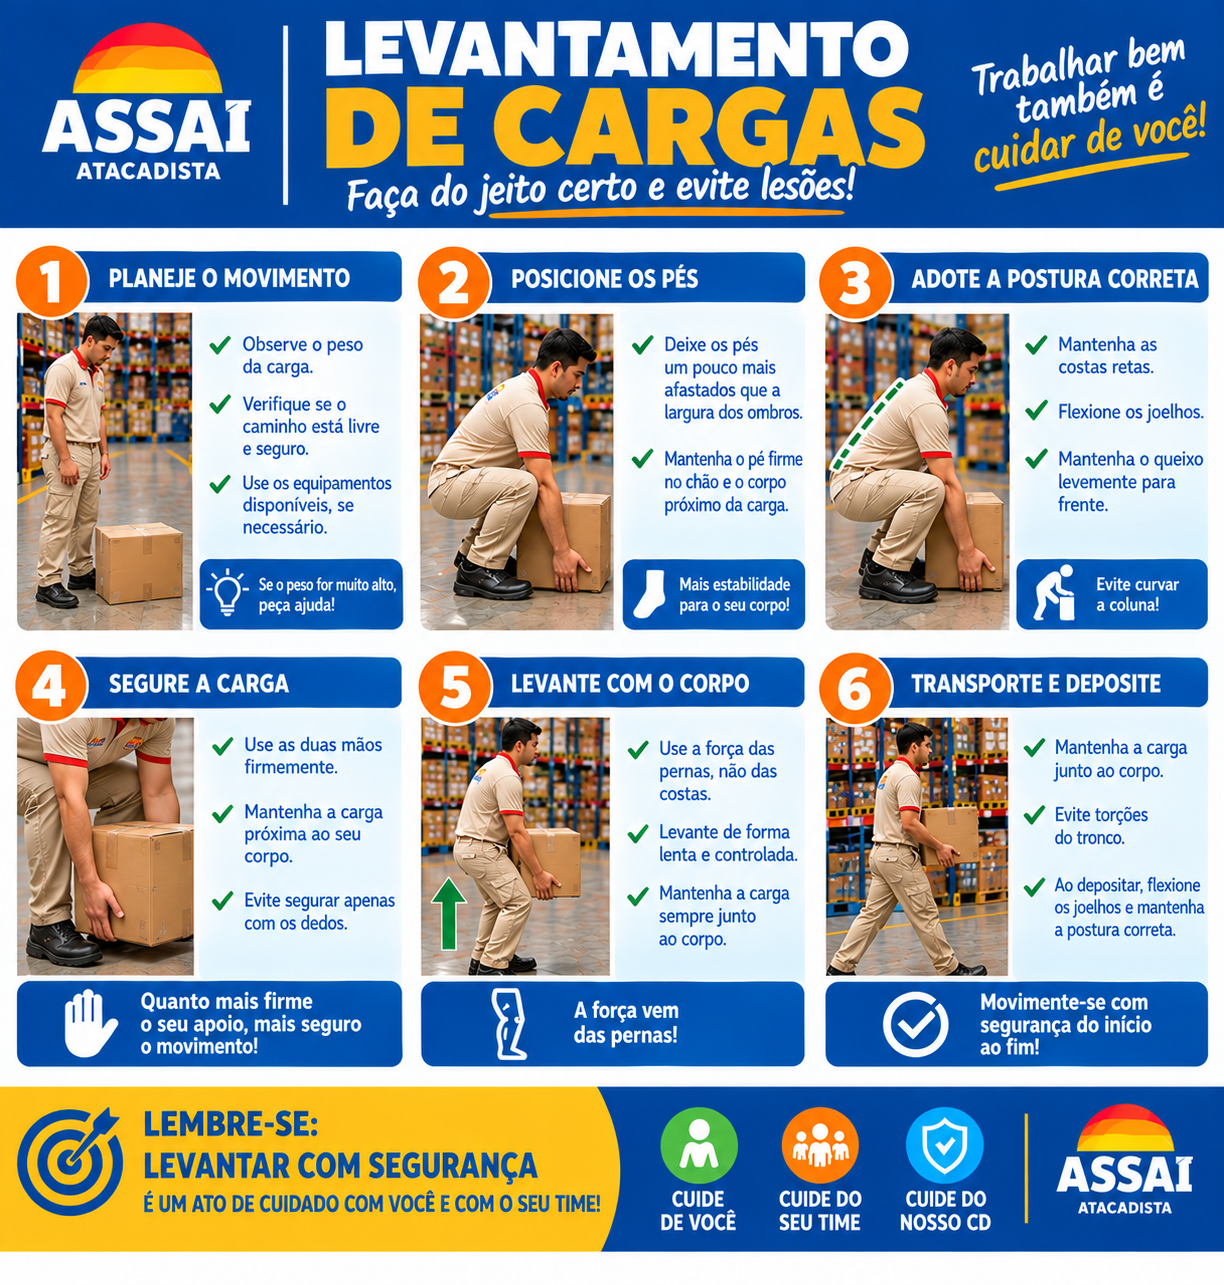 ASSAÍ
ATACADISTA
LEVANTAMENTO
DE CARGAS
Faça do jeito certo e evite lesões!
Trabalhar bem
também é
cuidar de você!
1 PLANEJE O MOVIMENTO
Observe o peso
da carga.
Verifique se o
caminho está livre
e seguro.
Use os equipamentos
disponíveis, se
necessário.
Se o peso for muito alto,
peça ajuda!
2 POSICIONE OS PÉS
Deixe os pés
um pouco mais
afastados que a
largura dos ombros.
Mantenha o pé firme
no chão e o corpo
próximo da carga.
Mais estabilidade
para o seu corpo!
3 ADOTE A POSTURA CORRETA
Mantenha as
costas retas.
Flexione os joelhos.
Mantenha o queixo
levemente para
frente.
Evite curvar
a coluna!
4 SEGURE A CARGA
Use as duas mãos
firmemente.
Mantenha a carga
próxima ao seu
corpo.
Evite segurar apenas
com os dedos.
Quanto mais firme
o seu apoio, mais seguro
o movimento!
5 LEVANTE COM O CORPO
Use a força das
pernas, não das
costas.
Levante de forma
lenta e controlada.
Mantenha a carga
sempre junto
ao corpo.
A força vem
das pernas!
6 TRANSPORTE E DEPOSITE
Mantenha a carga
junto ao corpo.
Evite torções
do tronco.
Ao depositar, flexione
os joelhos e mantenha
a postura correta.
Movimente-se com
segurança do início
ao fim!
LEMBRE-SE:
LEVANTAR COM SEGURANÇA
É UM ATO DE CUIDADO COM VOCÊ E COM O SEU TIME!
CUIDE
DE VOCÊ
CUIDE DO
SEU TIME
CUIDE DO
NOSSO CD
ASSAÍ
ATACADISTA